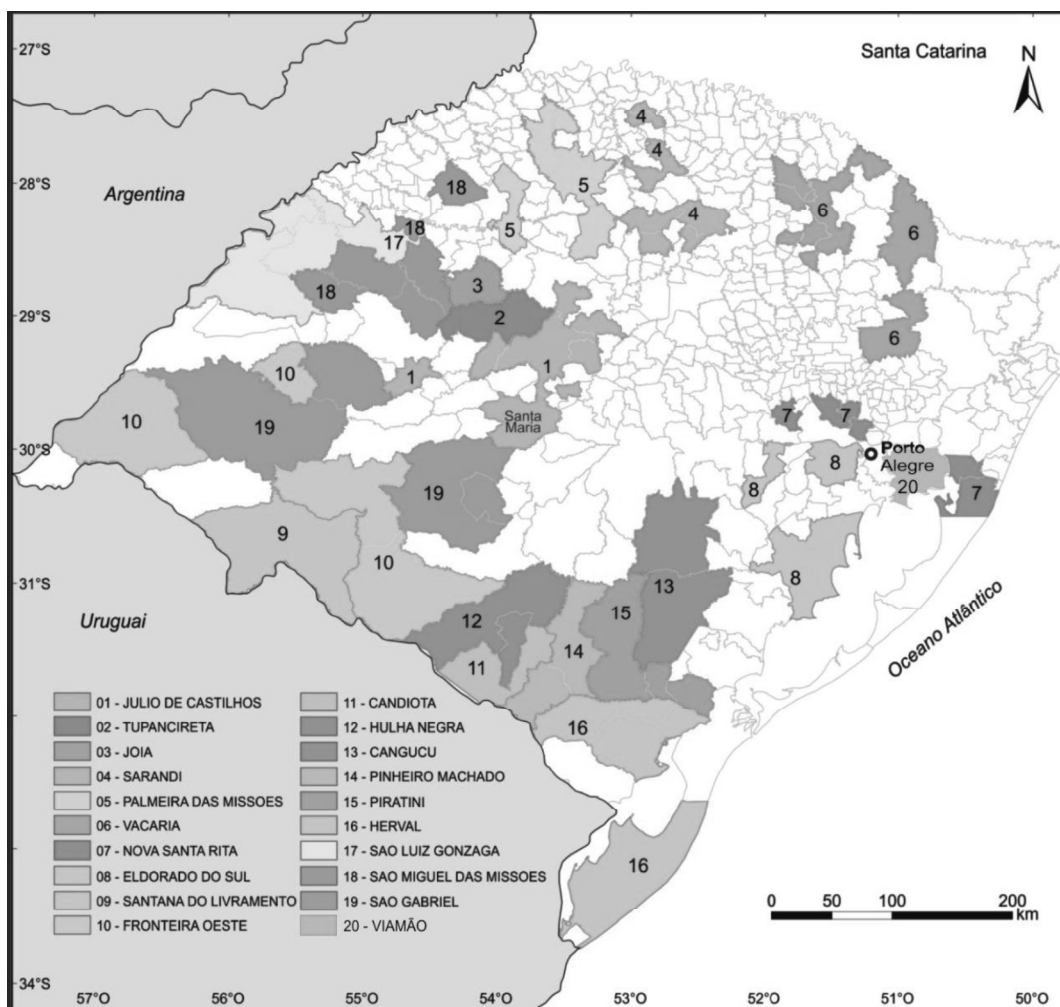 27°S
Santa Catarina
N
4
4
Argentina
28°S
18
5
4
6
18
5
6
17
3
18
2
29°S
6
10
1
1
10
19
Santa
Maria
7
7
30°S
8
Porto
Alegre
20
19
8
7
9
10
31°S
8
13
Uruguai
12
15
Oceano Atlântico
14
11
16
01 - JULIO DE CASTILHOS
02 - TUPANCIRETA
03 - JOIA
04 - SARANDI
05 - PALMEIRA DAS MISSOES
06 - VACARIA
07 - NOVA SANTA RITA
08 - ELDORADO DO SUL
09 - SANTANA DO LIVRAMENTO
10 - FRONTEIRA OESTE
11 - CANDIOTA
12 - HULHA NEGRA
13 - CANGUCU
14 - PINHEIRO MACHADO
15 - PIRATINI
16 - HERVAL
17 - SAO LUIZ GONZAGA
18 - SAO MIGUEL DAS MISSOES
19 - SAO GABRIEL
20 - VIAMÃO
16
0 50 100 200
km
34°S
57°O 56°O 55°O 54°O 53°O 52°O 51°O 50°O